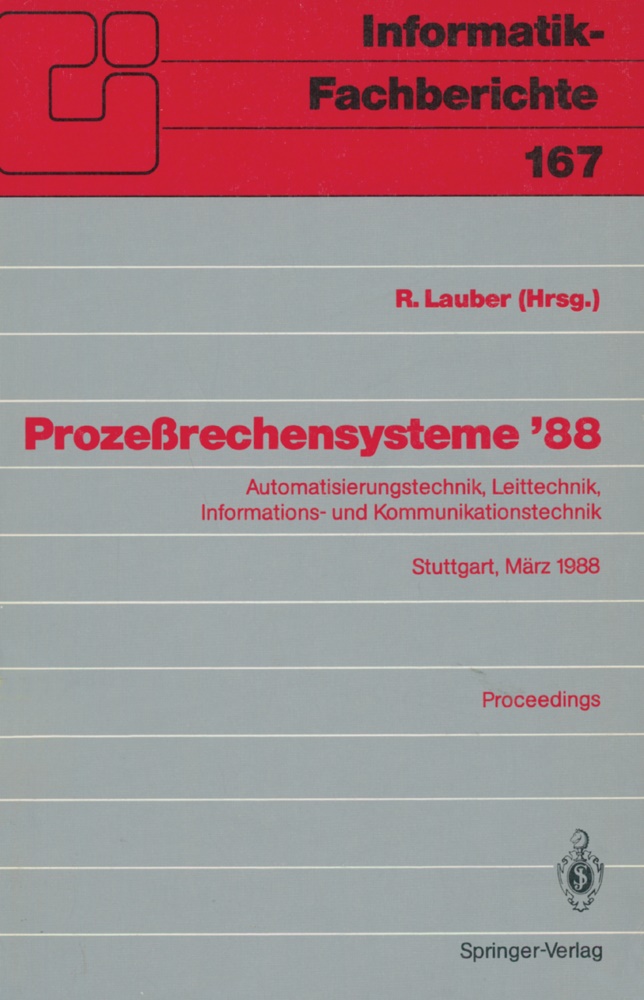 Informatik-
Fachberichte
167
R. Lauber (Hrsg.)
Prozeßrechensysteme ’88
Automatisierungstechnik, Leittechnik,
Informations- und Kommunikationstechnik
Stuttgart, März 1988
Proceedings
Springer-Verlag